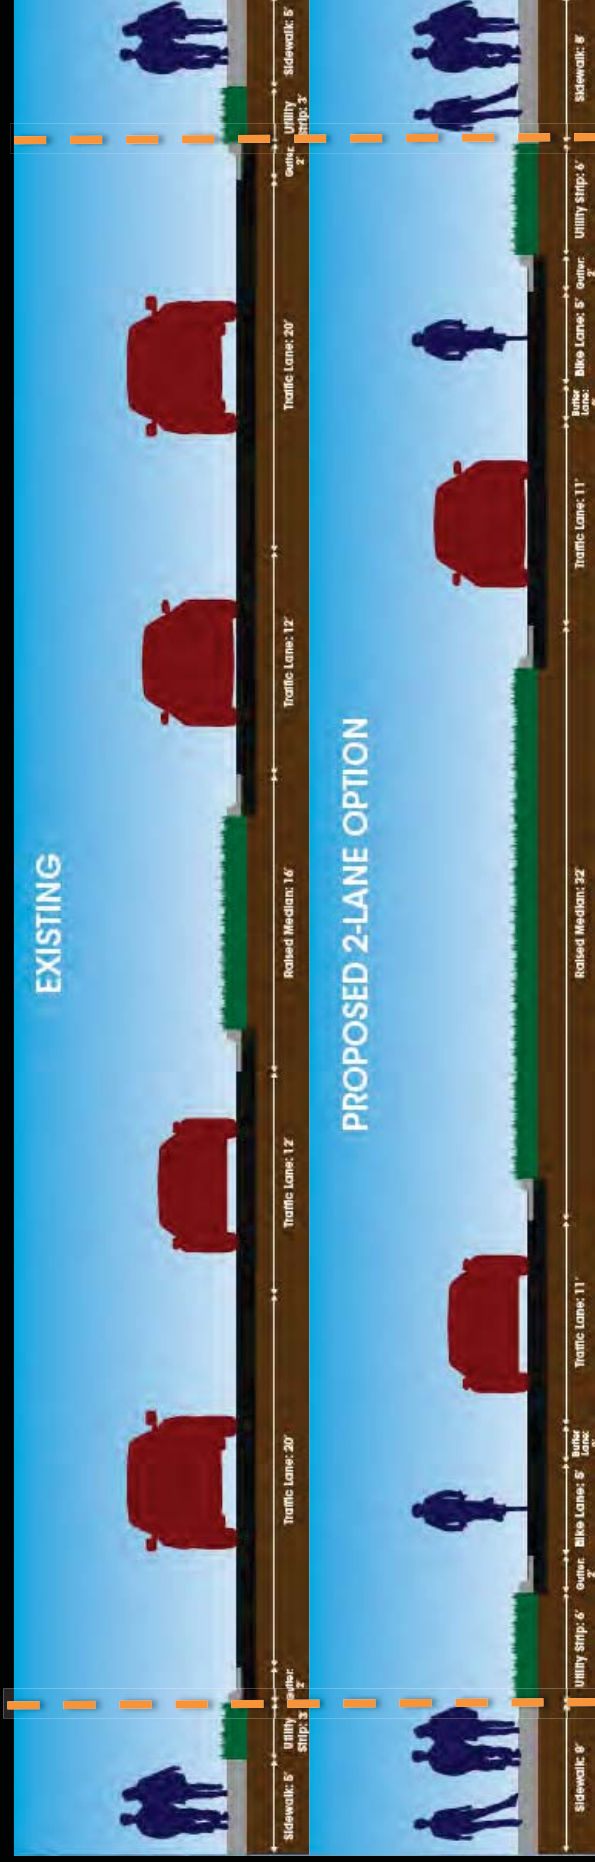 EXISTING
Sidewalk: 5'
Utility
Strip: 3'
Gutter:
2'
Traffic Lane: 20'
Traffic Lane: 12'
Raised Median: 16'
Traffic Lane: 12'
Traffic Lane: 20'
Gutter:
2'
Utility
Strip: 3'
Sidewalk: 5'
PROPOSED 2-LANE OPTION
Sidewalk: 8'
Utility Strip: 6'
Gutter:
2'
Bike Lane: 5'
Buffer
Lane:
Traffic Lane: 11'
Raised Median: 32'
Traffic Lane: 11'
Buffer
Lane:
Bike Lane: 5'
Gutter:
2'
Utility Strip: 6'
Sidewalk: 8'